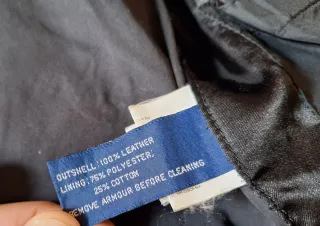 OUTSHELL: 100% LEATHER
LINING: 75% POLYESTER.
25% COTTON
REMOVE ARMOUR BEFORE CLEANING